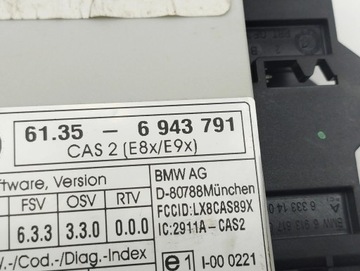 61.35 - 6 943 791
CAS 2 (E8x/E9x)
ftware, Version
BMW AG
D-80788München
FSV OSV RTV
FCCID:LX8CAS89X
6.3.3 3.3.0 0.0.0
IC:2911A-CAS2
./-Cod./-Diag.-Index
e1 I-00 0221